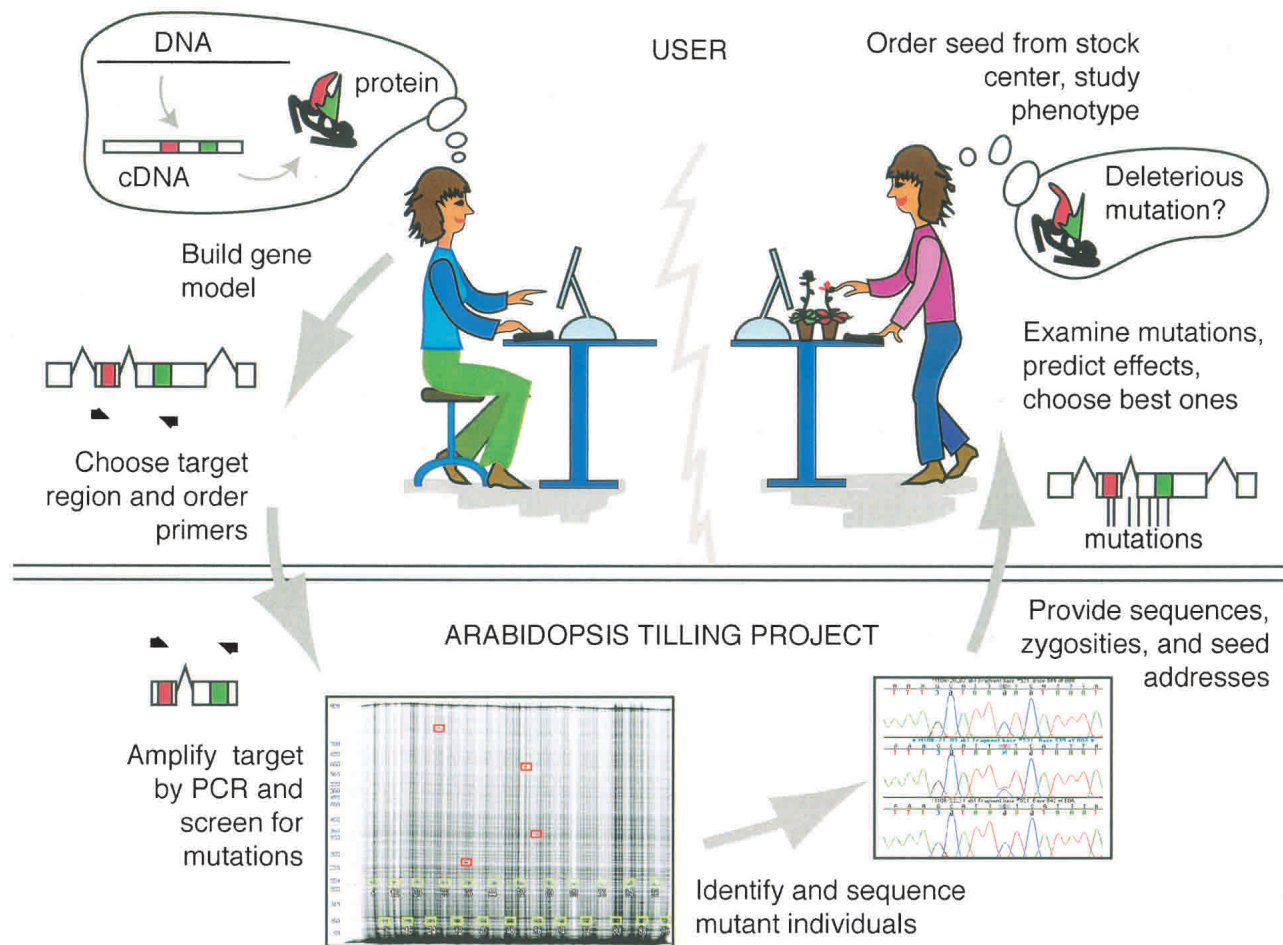 DNA
protein
cDNA
USER
Order seed from stock
center, study
phenotype
Deleterious
mutation?
Build gene
model
Choose target
region and order
primers
Examine mutations,
predict effects,
choose best ones
mutations
ARABIDOPSIS TILLING PROJECT
Amplify target
by PCR and
screen for
mutations
Identify and sequence
mutant individuals
Provide sequences,
zygosities, and seed
addresses